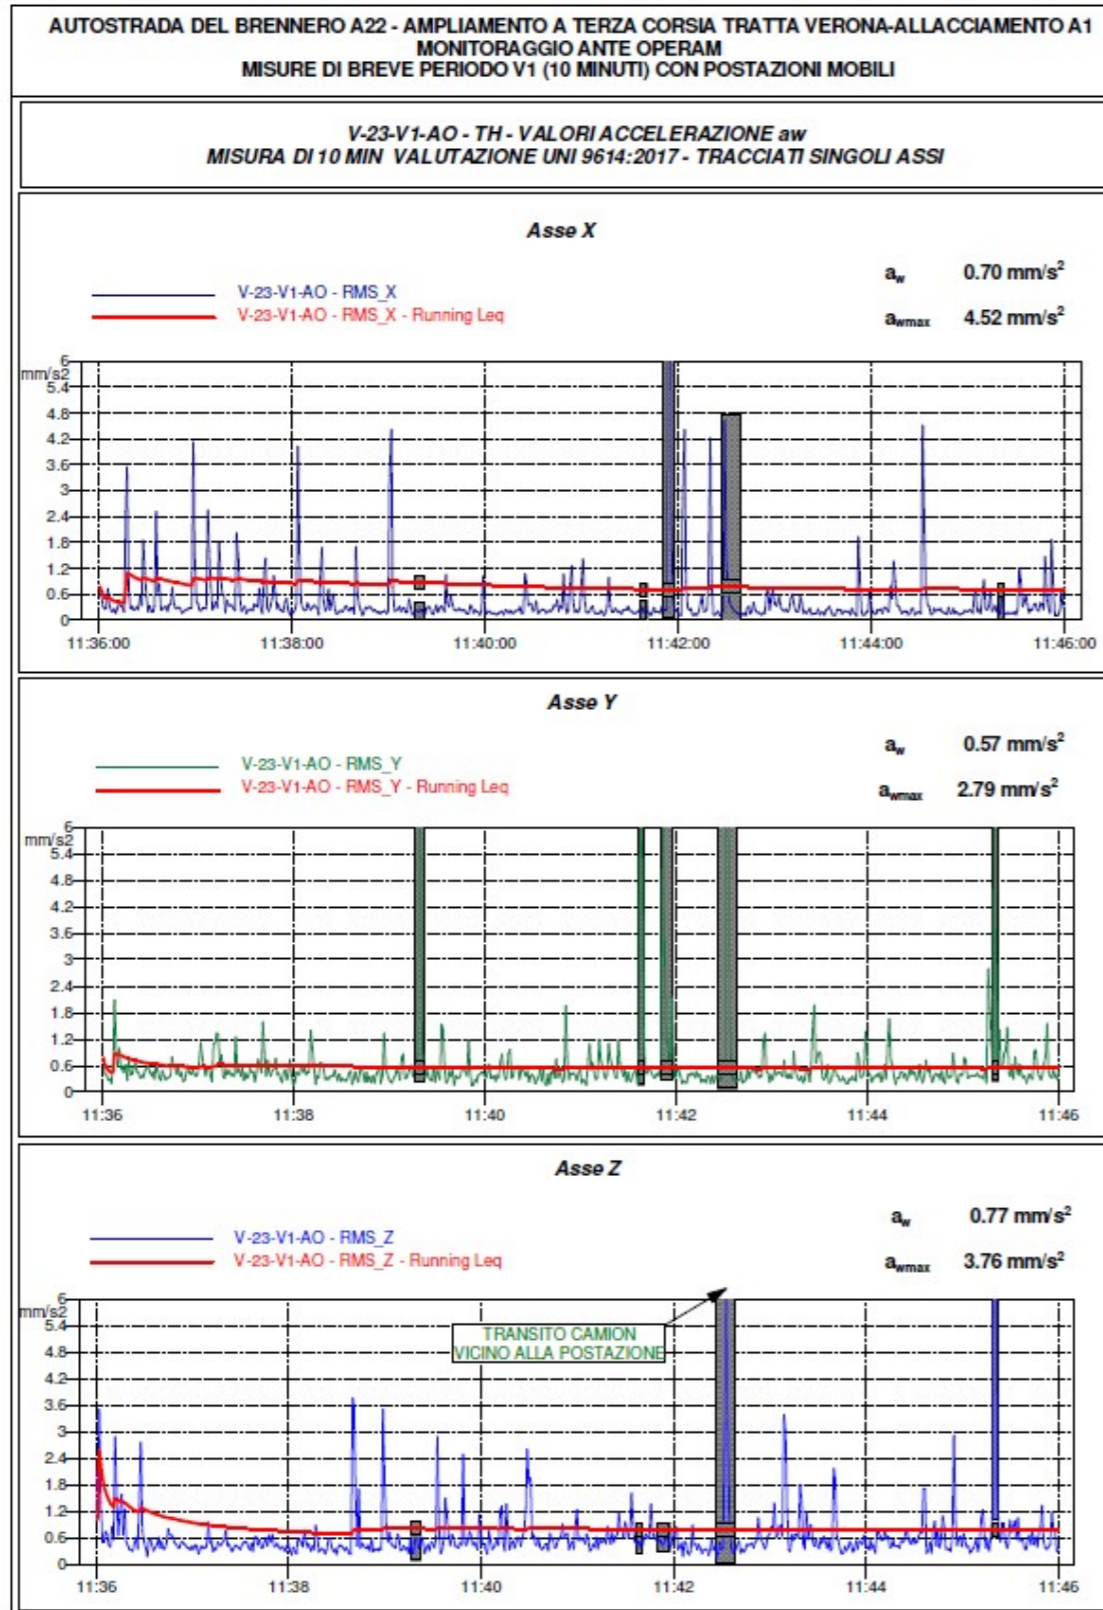 AUTOSTRADA DEL BRENNERO A22 - AMPLIAMENTO A TERZA CORSIA TRATTA VERONA-ALLACCIAMENTO A1
MONITORAGGIO ANTE OPERAM
MISURE DI BREVE PERIODO V1 (10 MINUTI) CON POSTAZIONI MOBILI
V-23-V1-AO - TH - VALORI ACCELERAZIONE aw
MISURA DI 10 MIN VALUTAZIONE UNI 9614:2017 - TRACCIATI SINGOLI ASSI
Asse X
aw 0.70 mm/s²
V-23-V1-AO - RMS_X
V-23-V1-AO - RMS_X - Running Leq
awmax 4.52 mm/s²
6
mm/s2
5.4
4.8
4.2
3.6
3
2.4
1.8
1.2
0.6
0
11:36:00 11:38:00 11:40:00 11:42:00 11:44:00 11:46:00
Asse Y
aw 0.57 mm/s²
V-23-V1-AO - RMS_Y
V-23-V1-AO - RMS_Y - Running Leq
awmax 2.79 mm/s²
6
mm/s2
5.4
4.8
4.2
3.6
3
2.4
1.8
1.2
0.6
0
11:36 11:38 11:40 11:42 11:44 11:46
Asse Z
aw 0.77 mm/s²
V-23-V1-AO - RMS_Z
V-23-V1-AO - RMS_Z - Running Leq
awmax 3.76 mm/s²
6
mm/s2
5.4
TRANSITO CAMION
VICINO ALLA POSTAZIONE
4.8
4.2
3.6
3
2.4
1.8
1.2
0.6
0
11:36 11:38 11:40 11:42 11:44 11:46